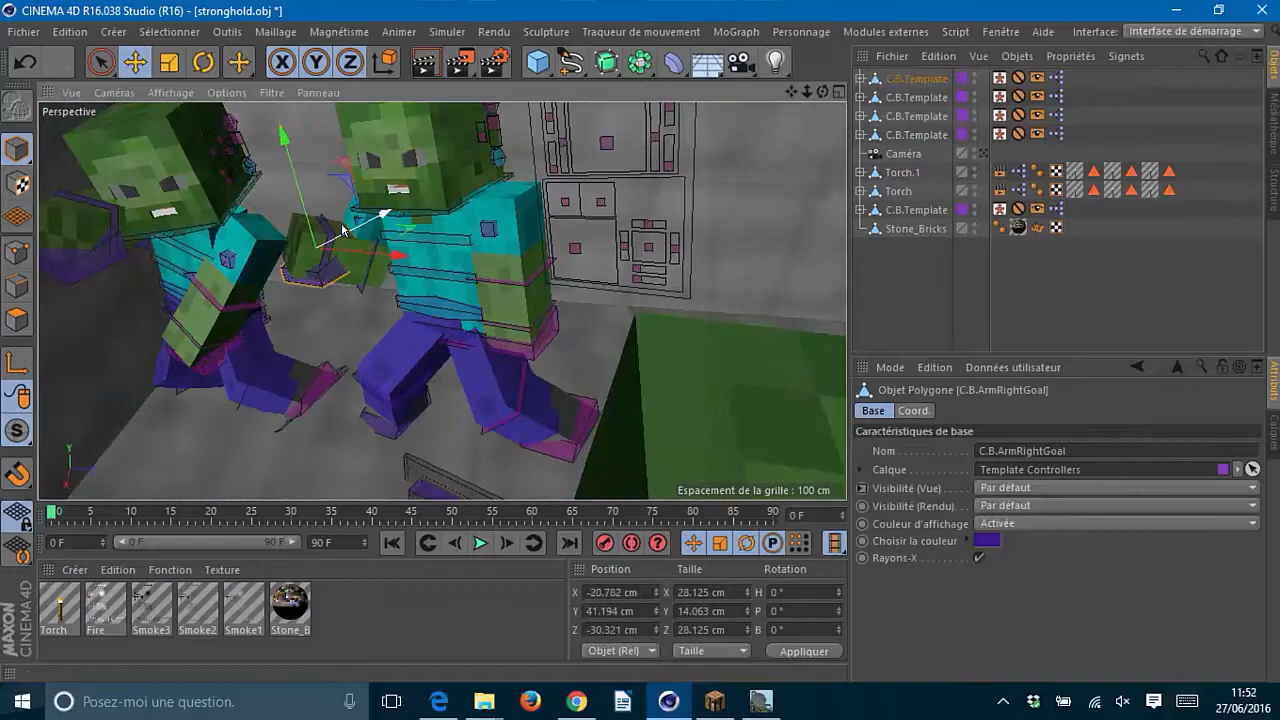 CINEMA 4D R16.038 Studio (R16) - [stronghold.obj *]
Fichier Edition Créer Sélectionner Outils Maillage Magnétisme Animer Simuler Rendu Sculpture Traqueur de mouvement MoGraph Personnage Modules externes Script Fenêtre Aide Interface: Interface de démarrage
X Y Z
Vue Caméras Affichage Options Filtre Panneau
Perspective
Espacement de la grille : 100 cm
Y
X
Fichier Edition Vue Objets Propriétés Signets
C.B.Template
C.B.Template
C.B.Template
C.B.Template
Caméra
Torch.1
Torch
C.B.Template
Stone_Bricks
Objets
Médiathèque
Structure
Mode Edition Données utilisateur
Objet Polygone [C.B.ArmRightGoal]
Base Coord.
Caractéristiques de base
Nom C.B.ArmRightGoal
Calque Template Controllers
Visibilité (Vue) Par défaut
Visibilité (Rendu) Par défaut
Couleur d'affichage Activée
Choisir la couleur
Rayons-X
Attributs
Calques
0 5 10 15 20 25 30 35 40 45 50 55 60 65 70 75 80 85 90 0 F
0 F 0 F 90 F 90 F
P
S
Créer Edition Fonction Texture
Torch Fire Smoke3 Smoke2 Smoke1 Stone_B
Position Taille Rotation
X -20.782 cm X 28.125 cm H 0 °
Y 41.194 cm Y 14.063 cm P 0 °
Z -30.321 cm Z 28.125 cm B 0 °
Objet (Rel) Taille Appliquer
MAXON CINEMA 4D
Posez-moi une question.
11:52
27/06/2016